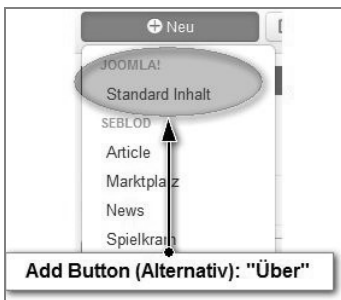 Neu
JOOMLA!
Standard Inhalt
SEBLOD
Article
Marktplatz
News
Spielkram
Add Button (Alternativ): "Über"